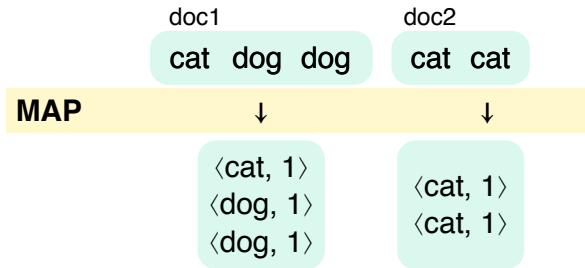 doc1 doc2
cat dog dog cat cat
MAP ↓ ↓
⟨cat, 1⟩
⟨dog, 1⟩
⟨dog, 1⟩
⟨cat, 1⟩
⟨cat, 1⟩